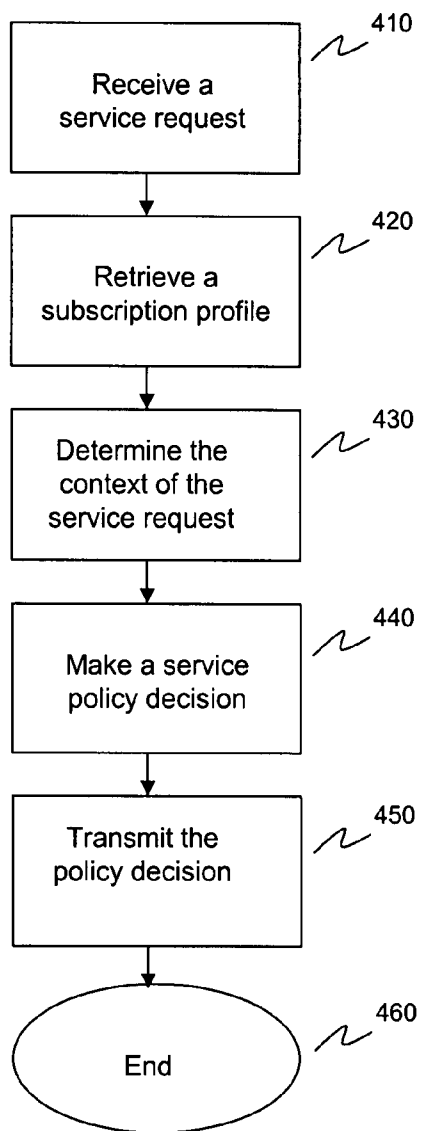 410
Receive a
service request
420
Retrieve a
subscription profile
430
Determine the
context of the
service request
440
Make a service
policy decision
450
Transmit the
policy decision
460
End